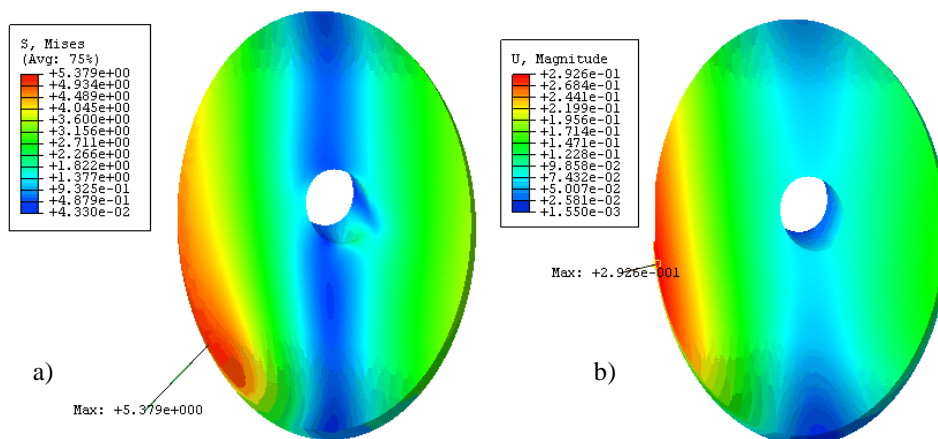 S, Mises
(Avg: 75%)
+5.379e+00
+4.934e+00
+4.489e+00
+4.045e+00
+3.600e+00
+3.156e+00
+2.711e+00
+2.266e+00
+1.822e+00
+1.377e+00
+9.325e-01
+4.879e-01
+4.330e-02
a)
Max: +5.379e+000
U, Magnitude
+2.926e-01
+2.684e-01
+2.441e-01
+2.199e-01
+1.956e-01
+1.714e-01
+1.471e-01
+1.228e-01
+9.858e-02
+7.432e-02
+5.007e-02
+2.581e-02
+1.550e-03
Max: +2.926e-001
b)